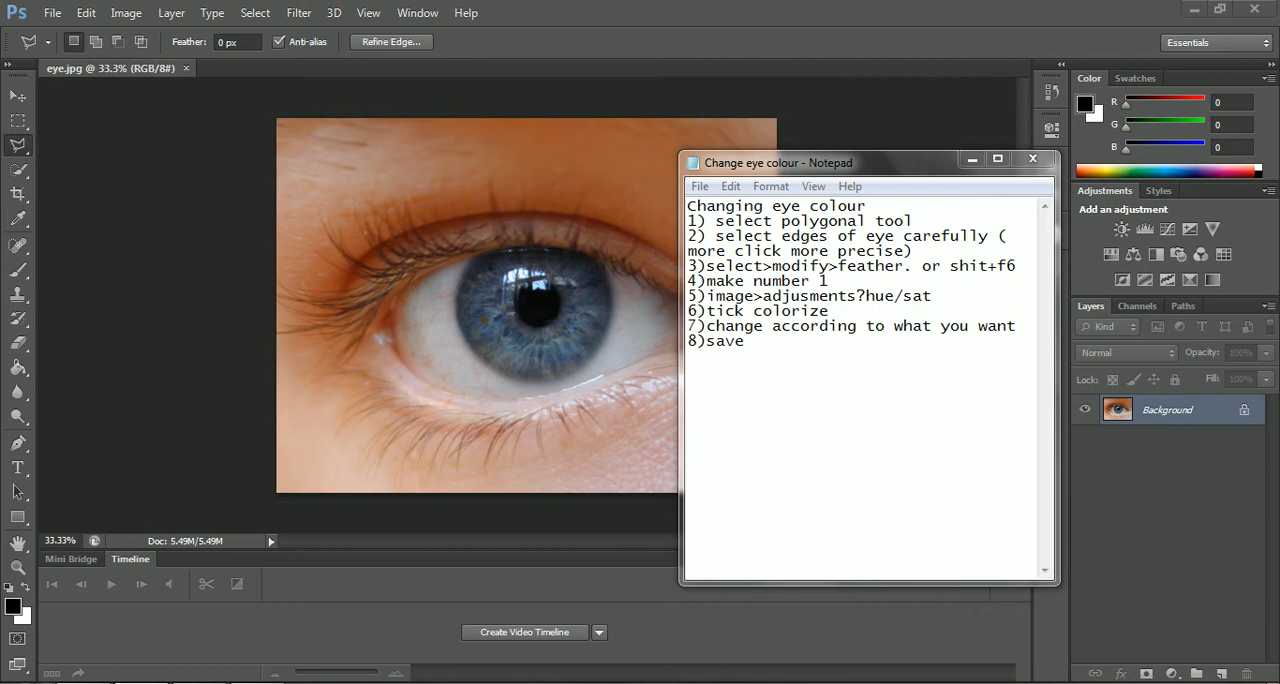 Ps File Edit Image Layer Type Select Filter 3D View Window Help
Feather: 0 px Anti-alias Refine Edge... Essentials
eye.jpg @ 33.3% (RGB/8#) ×
Color Swatches
R 0
G 0
B 0
Adjustments Styles
Add an adjustment
Layers Channels Paths
Kind
Normal Opacity: 100%
Lock: Fill: 100%
Background
Change eye colour - Notepad
File Edit Format View Help
Changing eye colour
1) select polygonal tool
2) select edges of eye carefully (
more click more precise)
3)select>modify>feather. or shit+f6
4)make number 1
5)image>adjusments?hue/sat
6)tick colorize
7)change according to what you want
8)save
33.33% Doc: 5.49M/5.49M
Mini Bridge Timeline
Create Video Timeline